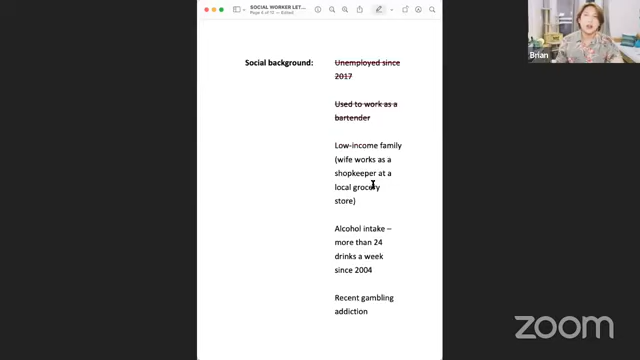 SOCIAL WORKER LET...
Page 4 of 10 — Edited
Social background:
Unemployed since
2017
Used to work as a
bartender
Low-income family
(wife works as a
shopkeeper at a
local grocery
store)
Alcohol intake –
more than 24
drinks a week
since 2004
Recent gambling
addiction
Brian
zoom